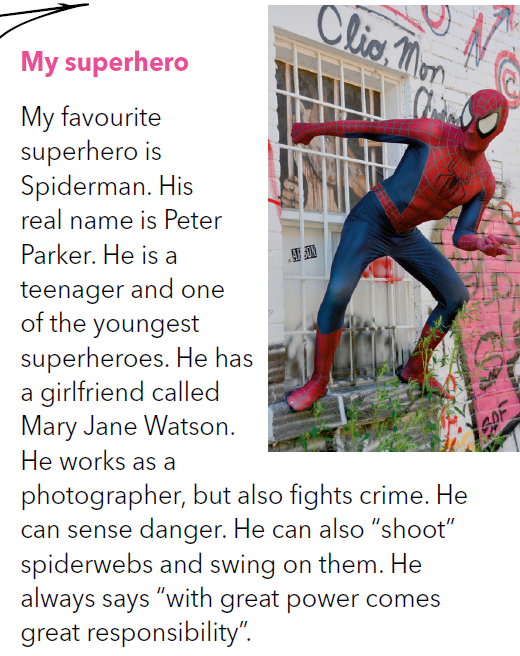 My superhero
My favourite
superhero is
Spiderman. His
real name is Peter
Parker. He is a
teenager and one
of the youngest
superheroes. He has
a girlfriend called
Mary Jane Watson.
He works as a
photographer, but also fights crime. He
can sense danger. He can also “shoot”
spiderwebs and swing on them. He
always says “with great power comes
great responsibility”.
Clio, Mon